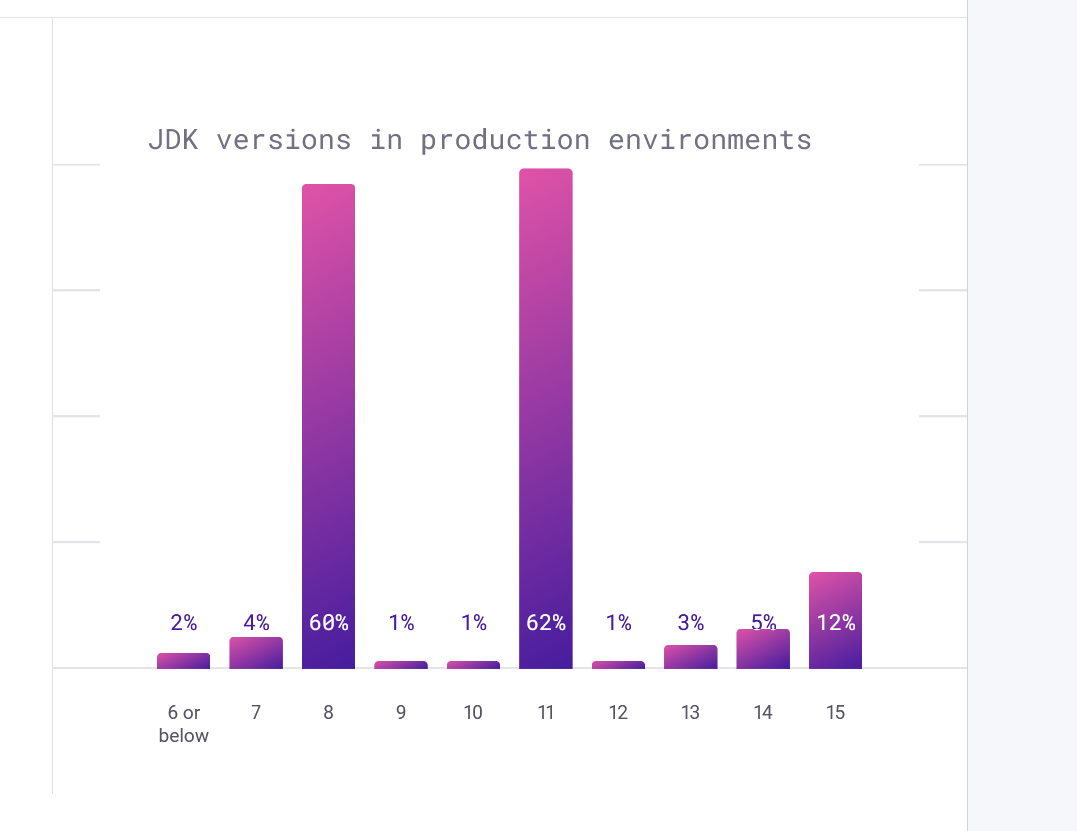 JDK versions in production environments
2% 4% 60% 1% 1% 62% 1% 3% 5% 12%
6 or 7 8 9 10 11 12 13 14 15
below